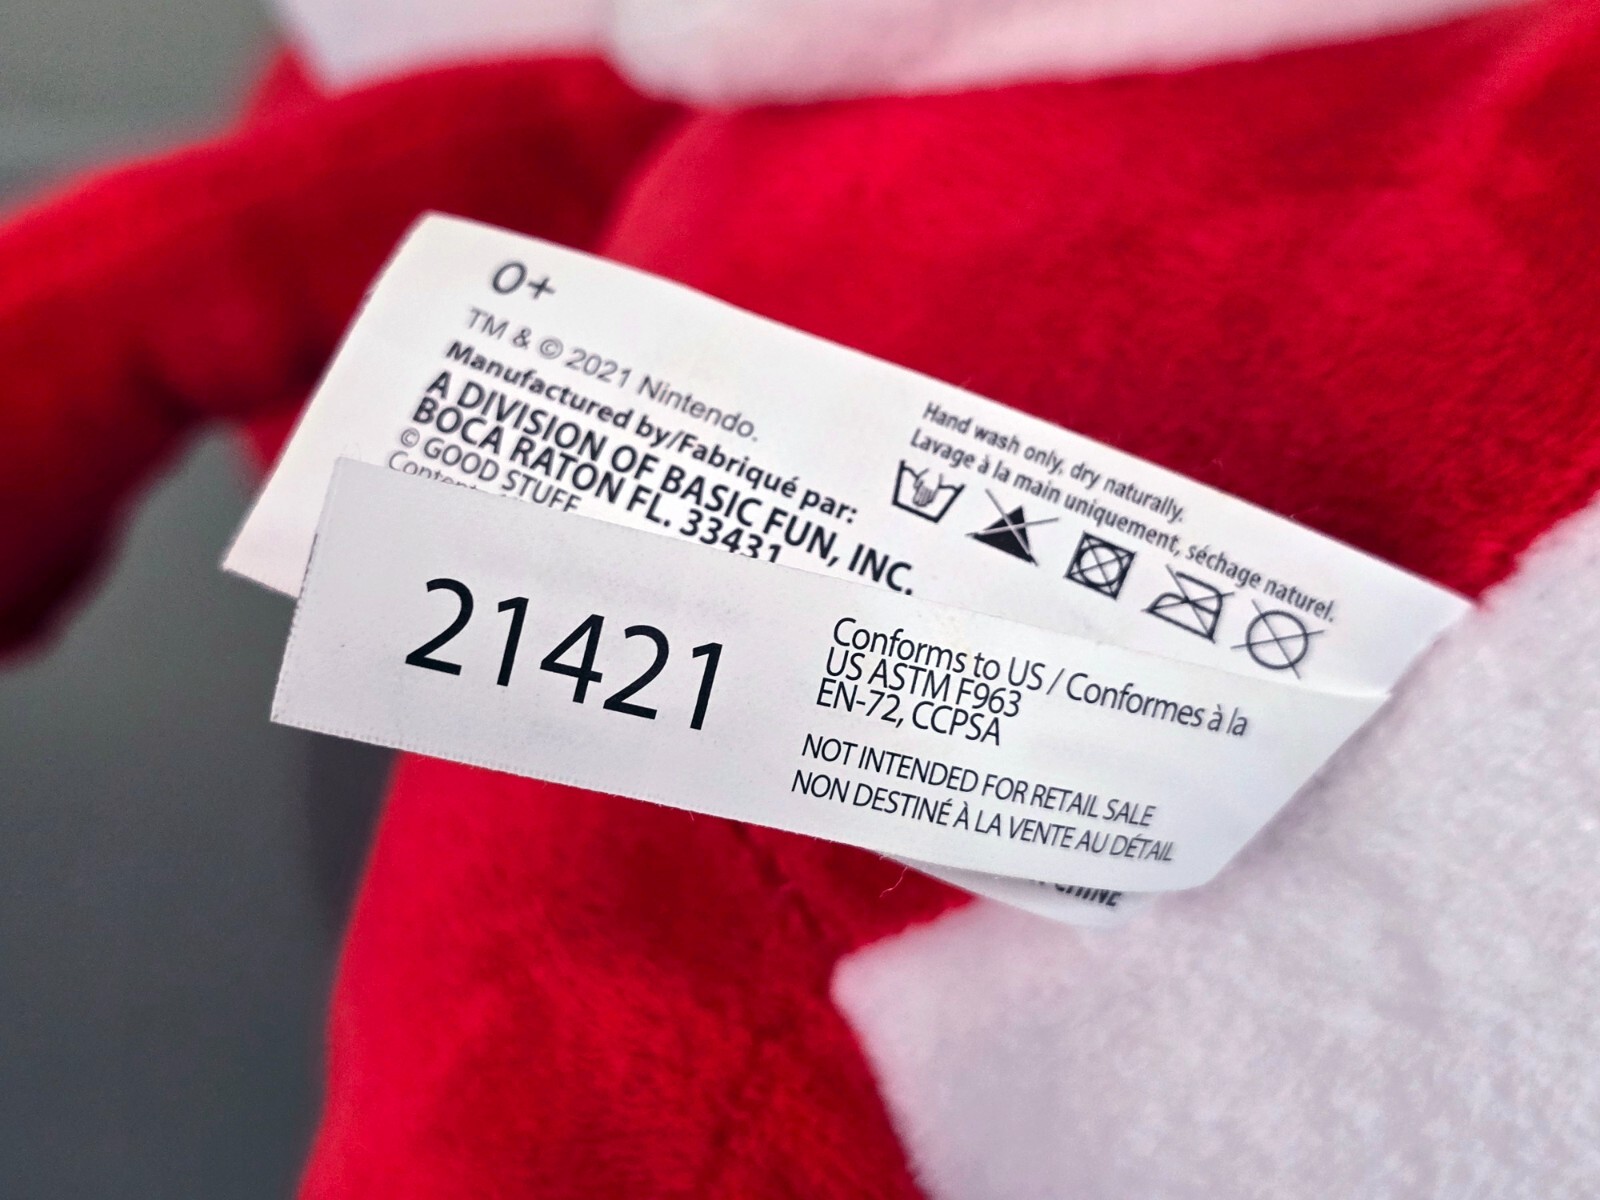 0+
TM & © 2021 Nintendo.
Manufactured by/Fabriqué par:
A DIVISION OF BASIC FUN, INC.
BOCA RATON FL. 33431
© GOOD STUFF
Hand wash only, dry naturally.
Lavage à la main uniquement, séchage naturel.
21421
Conforms to US / Conformes à la
US ASTM F963
EN-72, CCPSA
NOT INTENDED FOR RETAIL SALE
NON DESTINÉ À LA VENTE AU DÉTAIL
CHINE